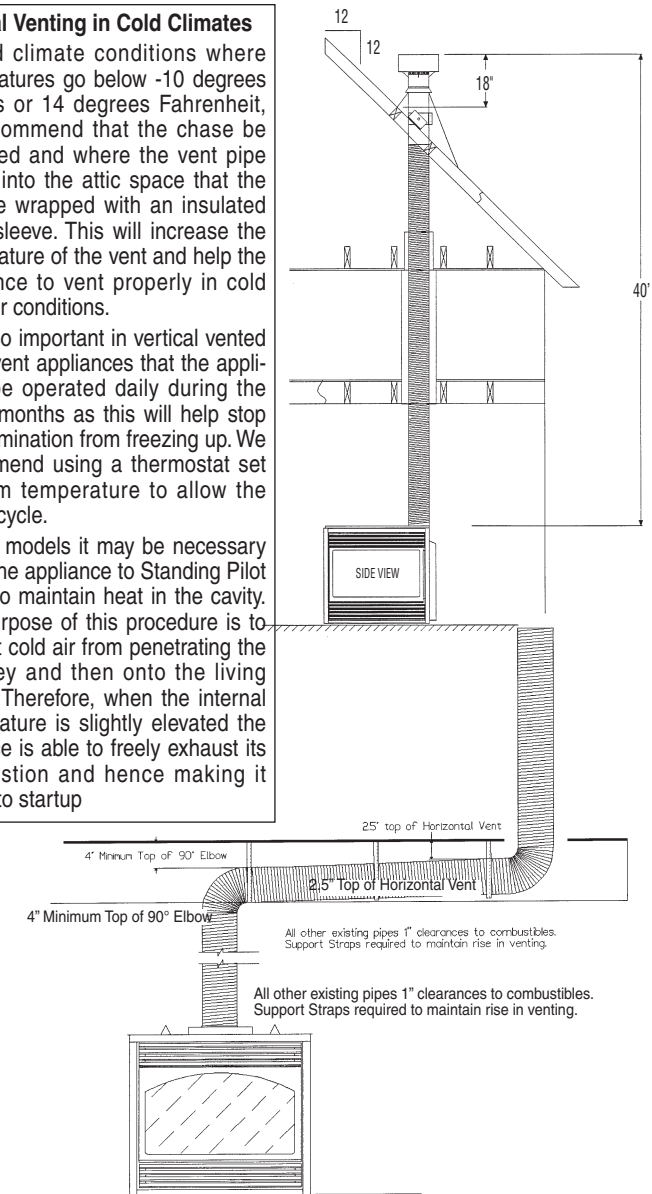 al Venting in Cold Climates
d climate conditions where
atures go below -10 degrees
s or 14 degrees Fahrenheit,
commend that the chase be
ed and where the vent pipe
into the attic space that the
e wrapped with an insulated
sleeve. This will increase the
ature of the vent and help the
nce to vent properly in cold
r conditions.
o important in vertical vented
vent appliances that the appli-
be operated daily during the
months as this will help stop
mination from freezing up. We
mend using a thermostat set
m temperature to allow the
cycle.
models it may be necessary
he appliance to Standing Pilot
o maintain heat in the cavity.
rpose of this procedure is to
t cold air from penetrating the
ey and then onto the living
Therefore, when the internal
ature is slightly elevated the
ce is able to freely exhaust its
stion and hence making it
to startup
12
12
18"
40'
SIDE VIEW
2.5" top of Horizontal Vent
4" Minimum Top of 90° Elbow
2.5" Top of Horizontal Vent
4" Minimum Top of 90° Elbow
All other existing pipes 1" clearances to combustibles.
Support Straps required to maintain rise in venting.
All other existing pipes 1" clearances to combustibles.
Support Straps required to maintain rise in venting.